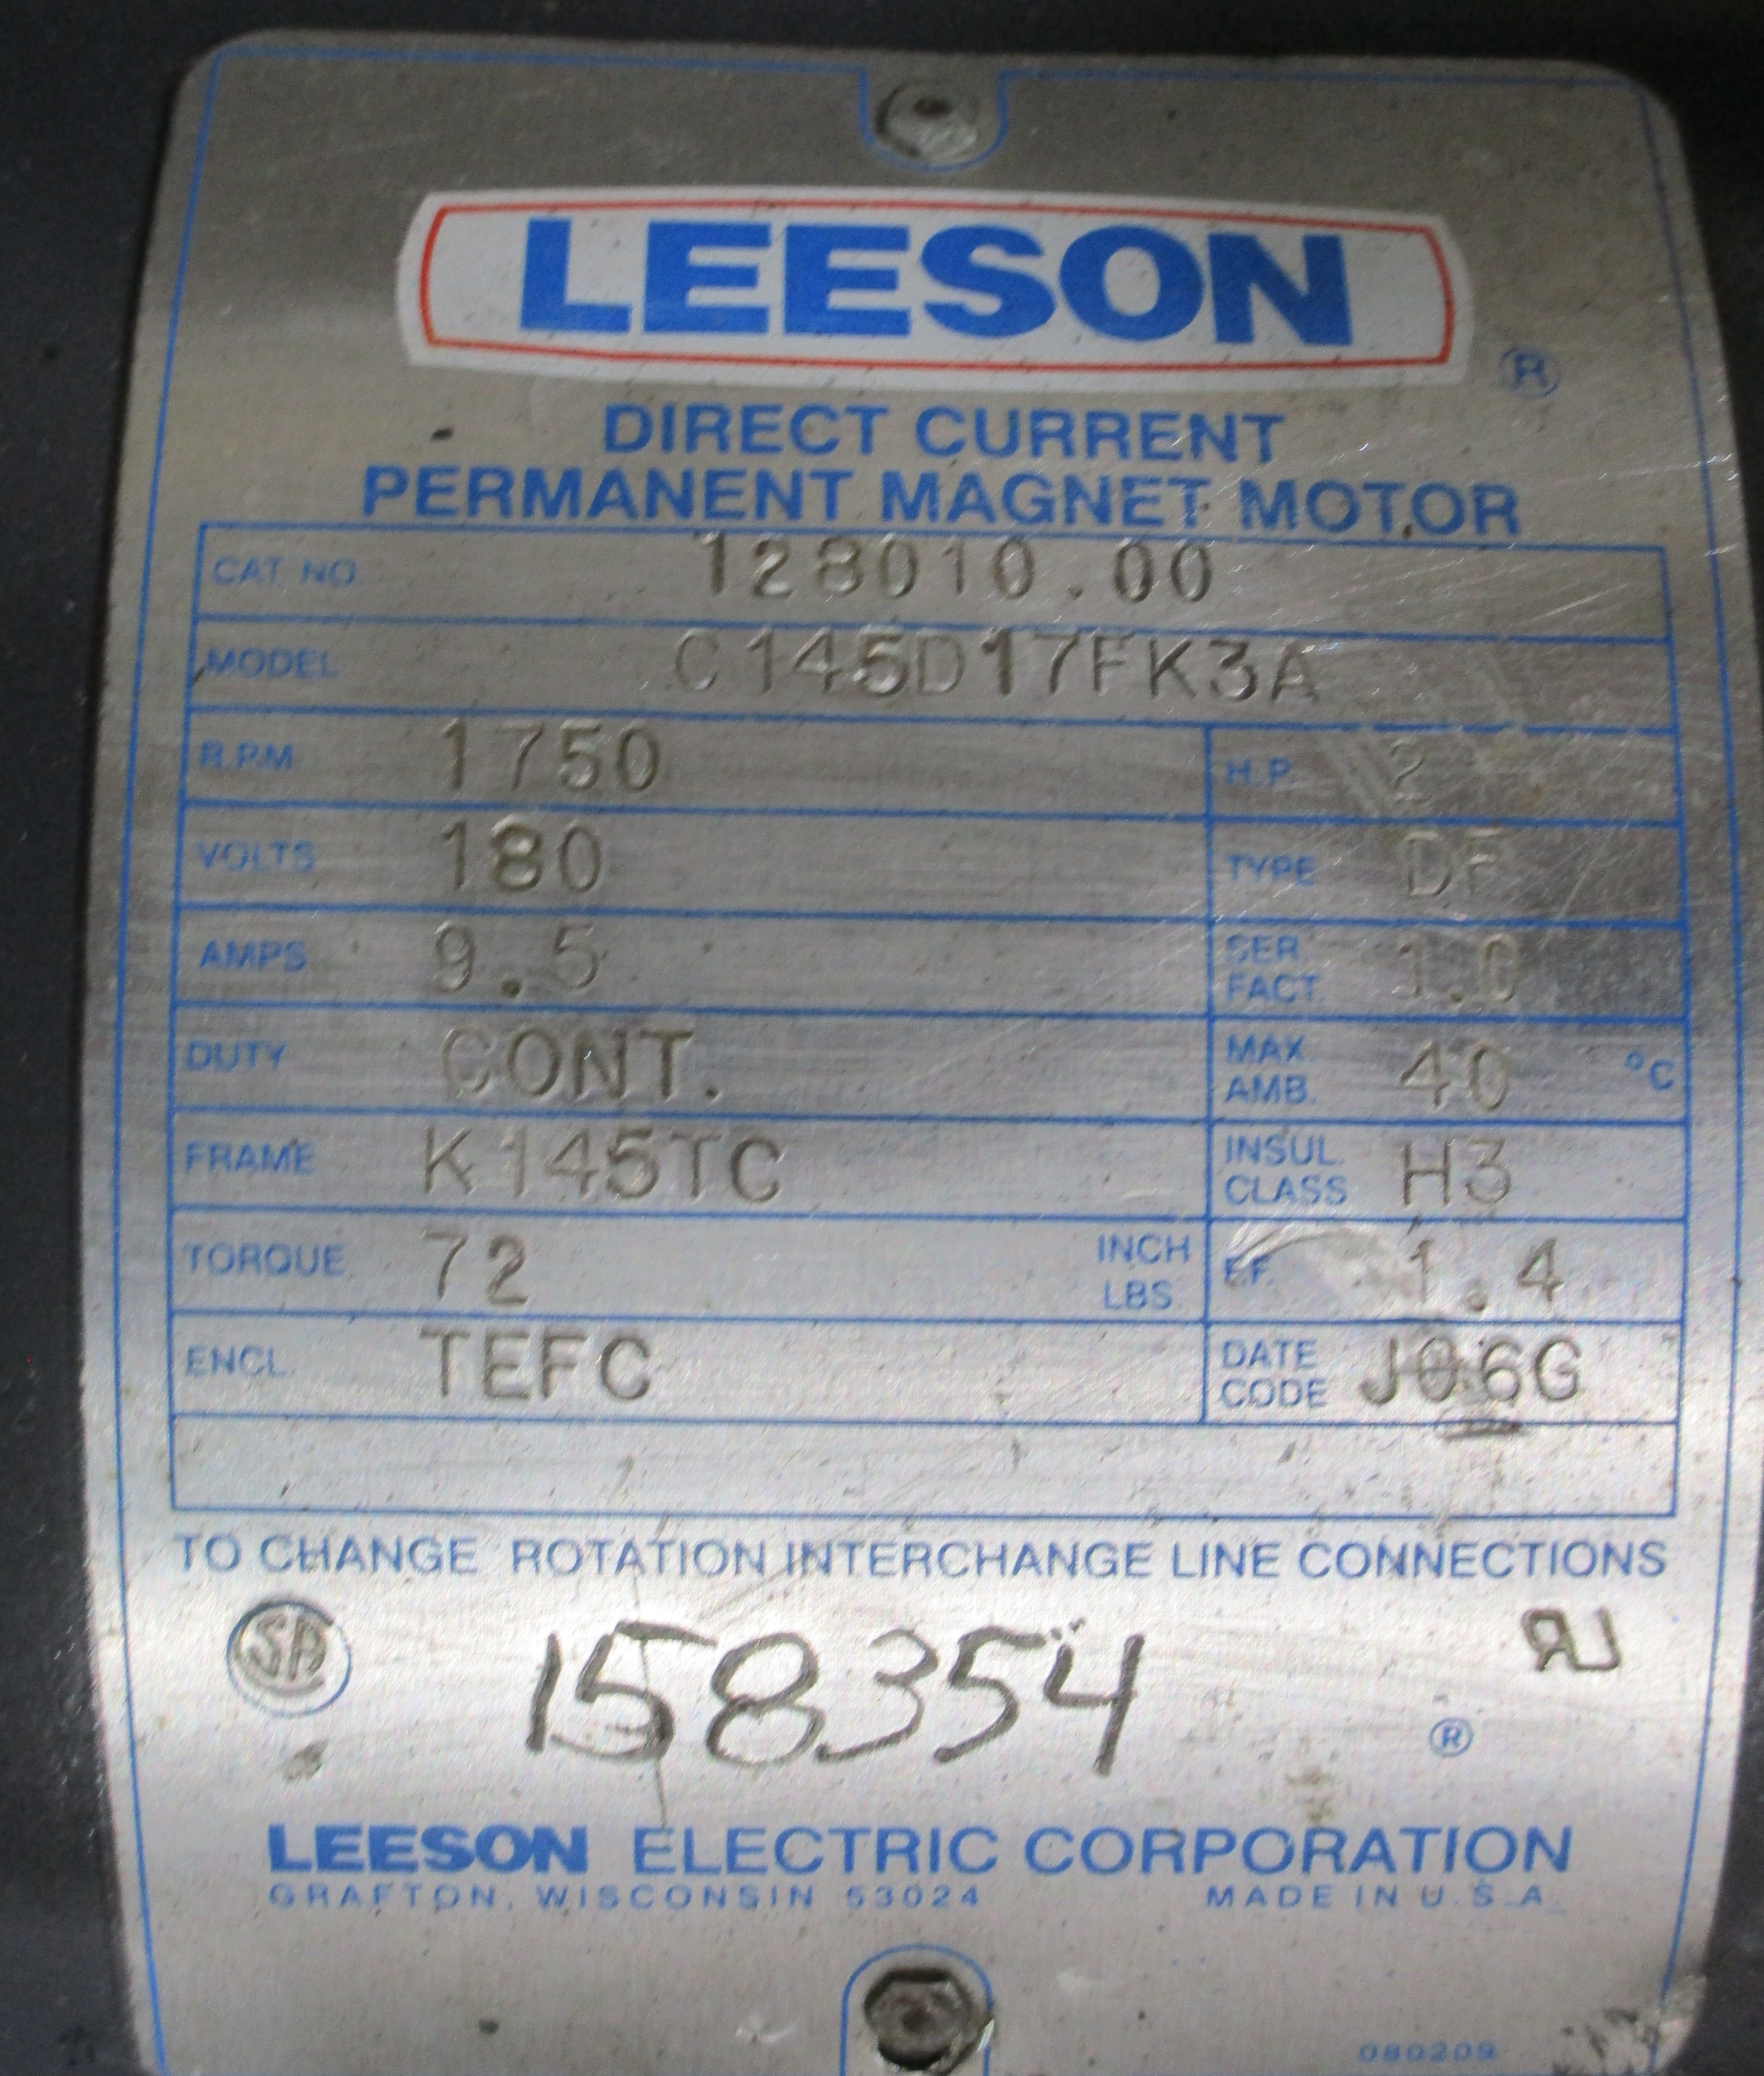 LEESON
®
DIRECT CURRENT
PERMANENT MAGNET MOTOR
CAT. NO. 128010.00
MODEL C145D17FK3A
R.P.M. 1750 H.P. 2
VOLTS 180 TYPE DF
AMPS 9.5 SER. FACT. 1.0
DUTY CONT. MAX. AMB. 40 °C
FRAME K145TC INSUL. CLASS H3
TORQUE 72 INCH LBS. F.F. 1.4
ENCL. TEFC DATE CODE J06G
TO CHANGE ROTATION INTERCHANGE LINE CONNECTIONS
SA
158354
®
LEESON ELECTRIC CORPORATION
GRAFTON, WISCONSIN 53024 MADE IN U.S.A.
080209